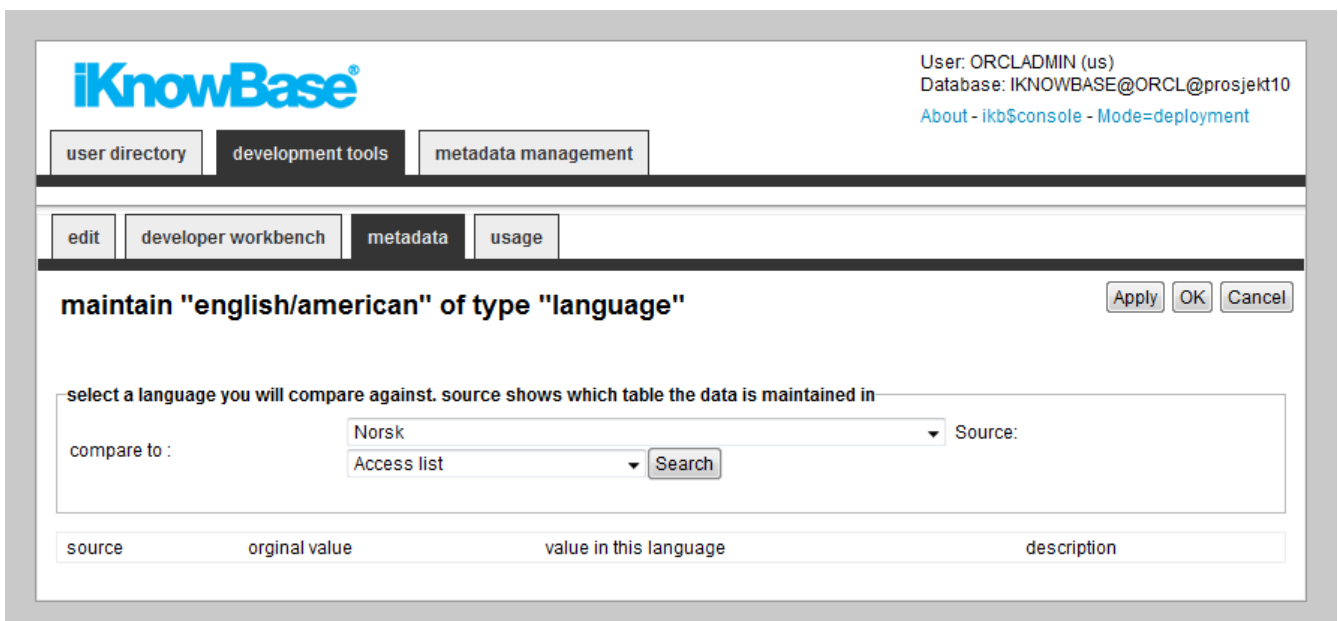 iKnowBase®
User: ORCLADMIN (us)
Database: IKNOWBASE@ORCL@prosjekt10
About - ikb$console - Mode=deployment
user directory development tools metadata management
edit developer workbench metadata usage
maintain "english/american" of type "language"
Apply OK Cancel
select a language you will compare against. source shows which table the data is maintained in
compare to :
Norsk Source:
Access list Search
source orginal value value in this language description